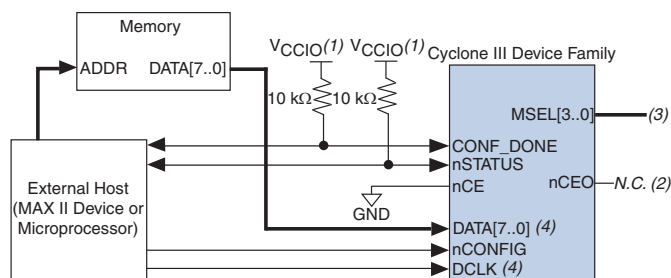 Memory
ADDR DATA[7..0]
VCCIO(1) VCCIO(1)
10 kΩ 10 kΩ
Cyclone III Device Family
MSEL[3..0] (3)
CONF_DONE
nSTATUS
nCE
nCEO N.C. (2)
GND
DATA[7..0] (4)
nCONFIG
DCLK (4)
External Host
(MAX II Device or
Microprocessor)